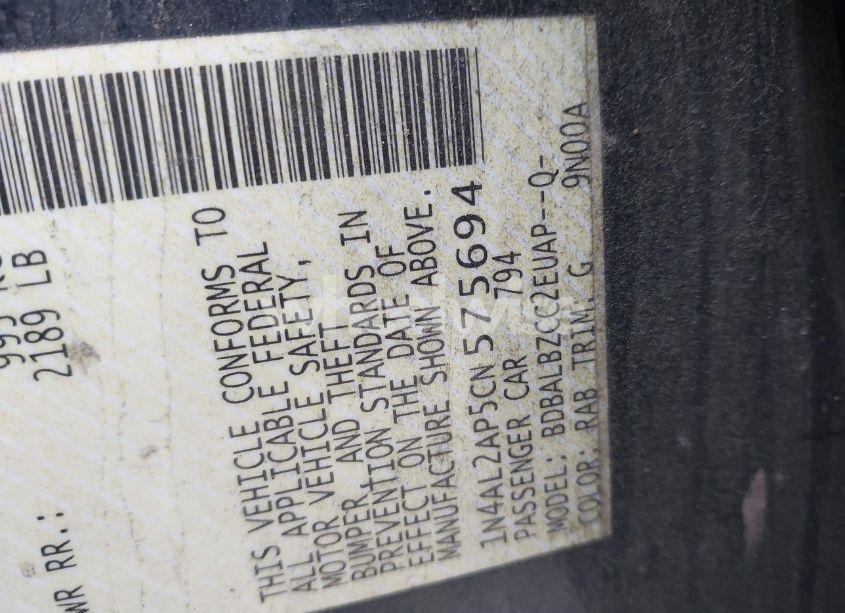 2189 LB
WR RR.:
THIS VEHICLE CONFORMS TO
ALL APPLICABLE FEDERAL
MOTOR VEHICLE SAFETY,
BUMPER, AND THEFT
PREVENTION STANDARDS IN
EFFECT ON THE DATE OF
MANUFACTURE SHOWN ABOVE.
1N4AL2AP5CN575694
PASSENGER CAR 794
MODEL: BDBALBZCC2EUAP--Q-
COLOR: RAB TRIM: G 9N00A